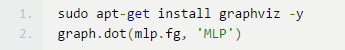 1. sudo apt-get install graphviz -y
2. graph.dot(mlp.fg, 'MLP')